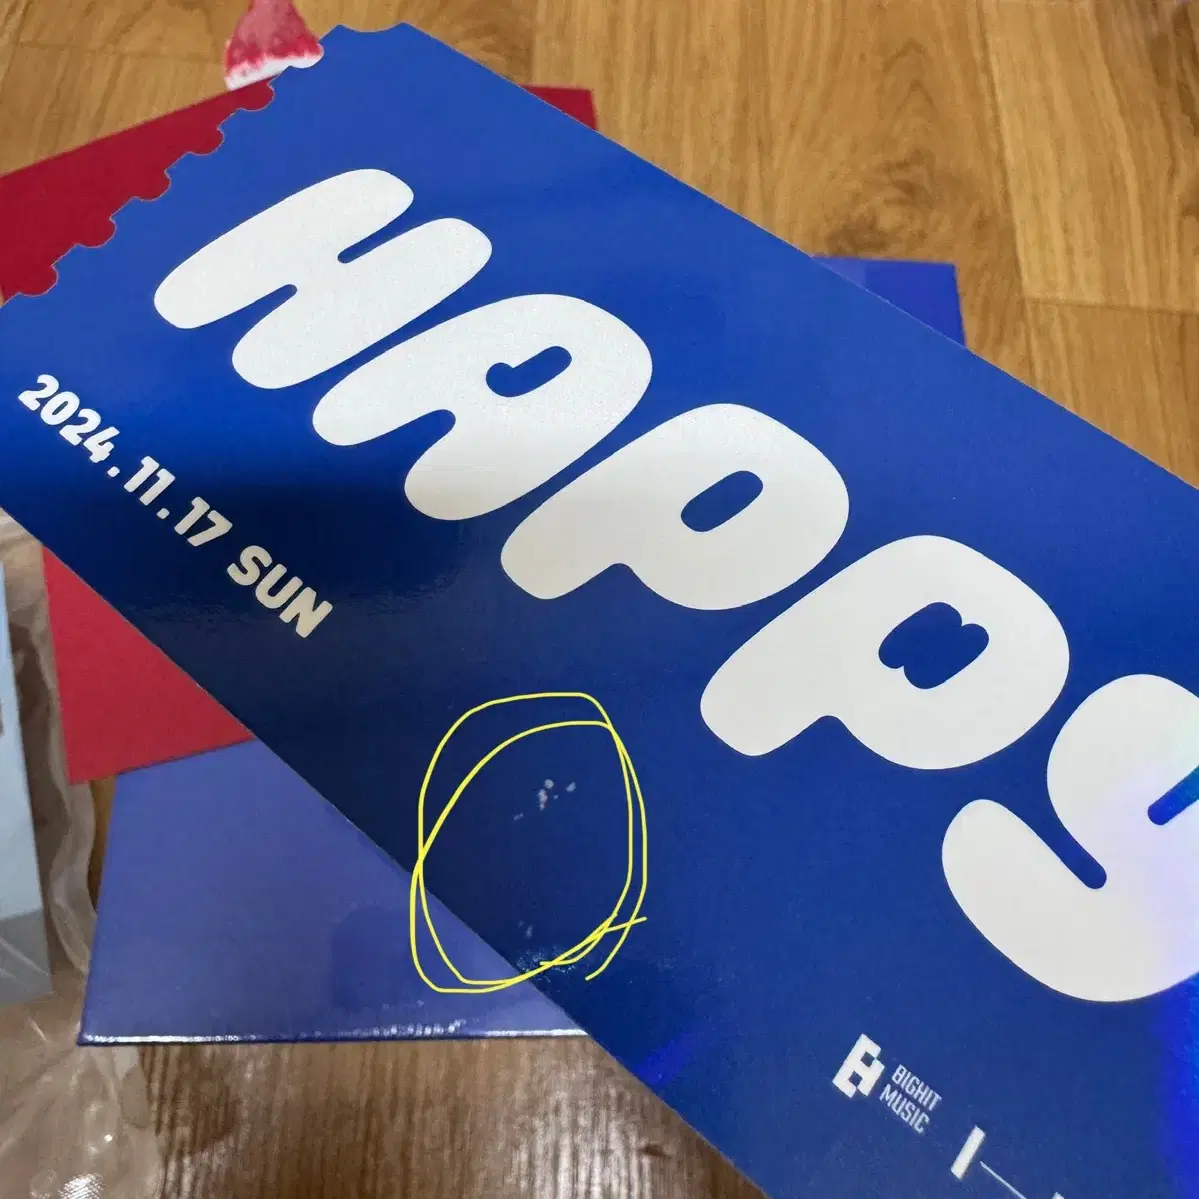 HAPPY
2024.11.17 SUN
BIGHIT
MUSIC